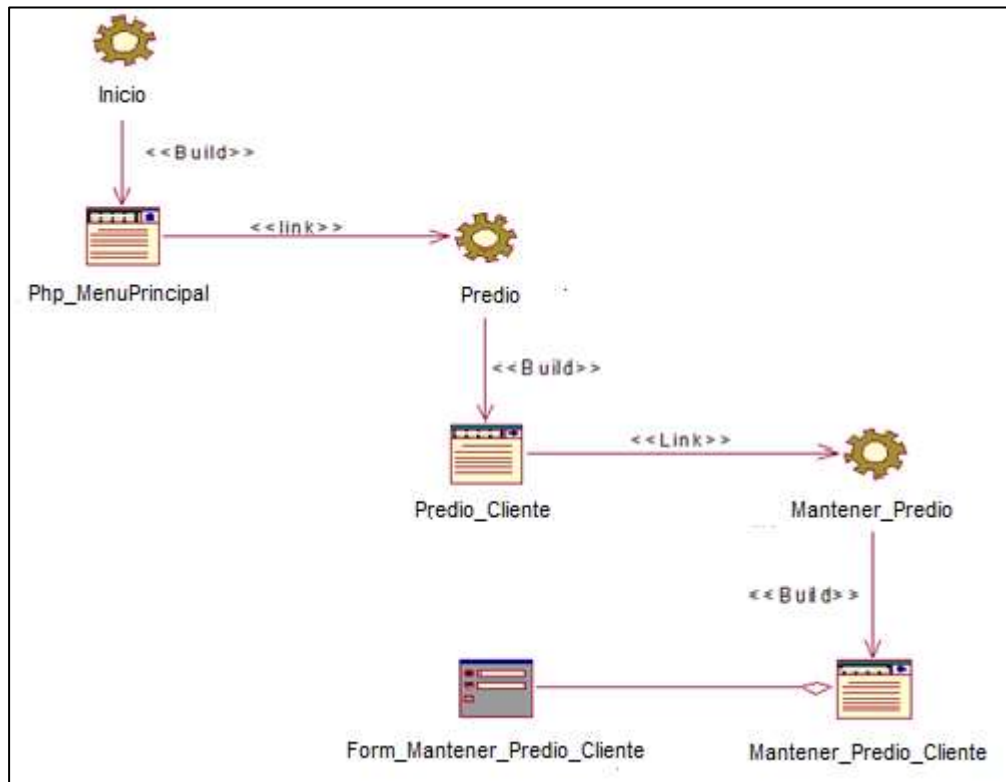 Inicio
<<Build>>
<<link>>
Php_MenuPrincipal
Predio
<<Build>>
<<Link>>
Predio_Cliente
Mantener_Predio
<<Build>>
Form_Mantener_Predio_Cliente
Mantener_Predio_Cliente